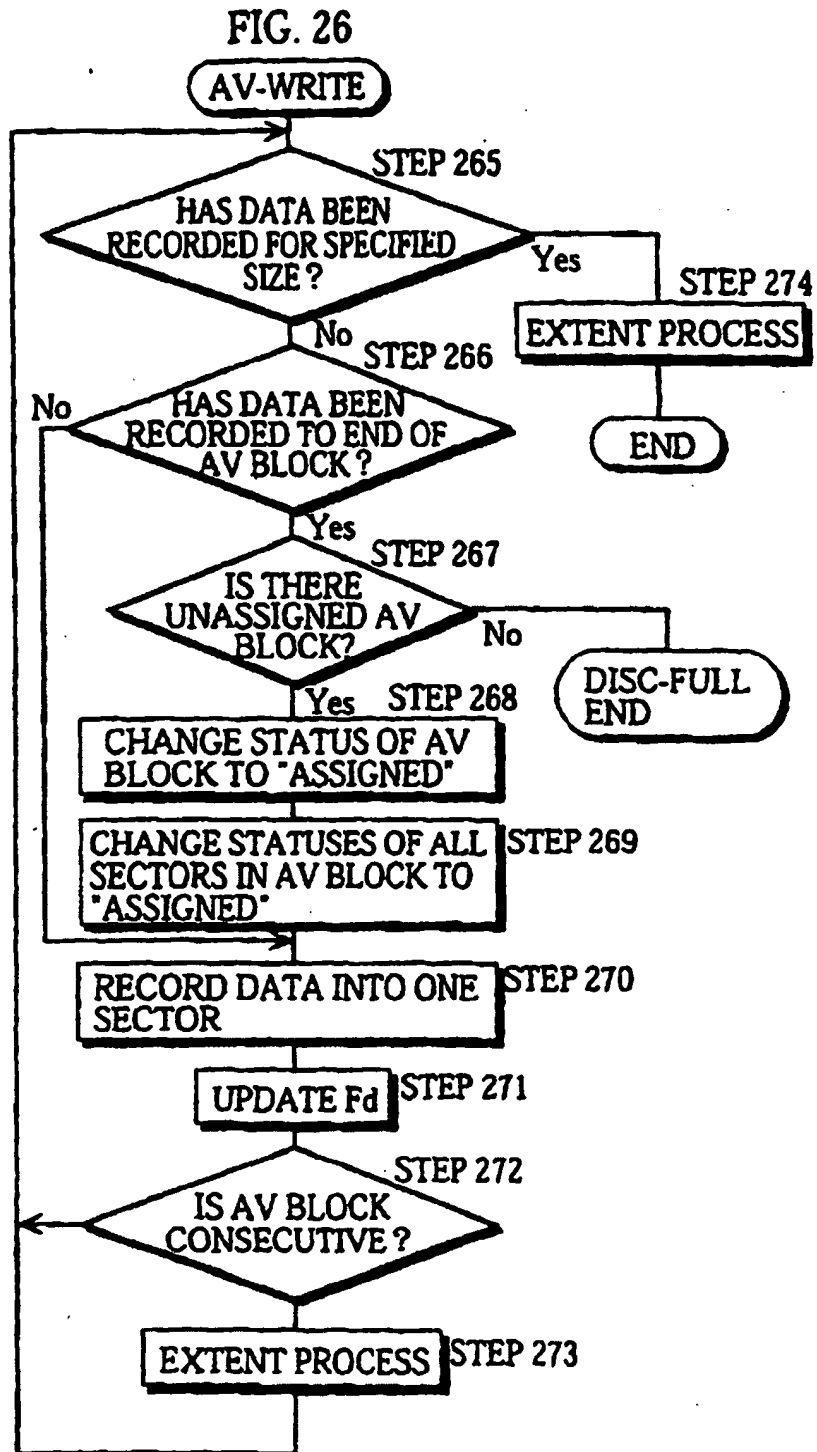 FIG. 26
AV-WRITE
STEP 265
HAS DATA BEEN
RECORDED FOR SPECIFIED
SIZE ?
Yes
STEP 274
EXTENT PROCESS
END
No
STEP 266
No
HAS DATA BEEN
RECORDED TO END OF
AV BLOCK ?
Yes
STEP 267
IS THERE
UNASSIGNED AV
BLOCK?
No
DISC-FULL
END
Yes
STEP 268
CHANGE STATUS OF AV
BLOCK TO "ASSIGNED"
CHANGE STATUSES OF ALL
SECTORS IN AV BLOCK TO
"ASSIGNED"
STEP 269
RECORD DATA INTO ONE
SECTOR
STEP 270
UPDATE Fd
STEP 271
STEP 272
IS AV BLOCK
CONSECUTIVE ?
EXTENT PROCESS
STEP 273